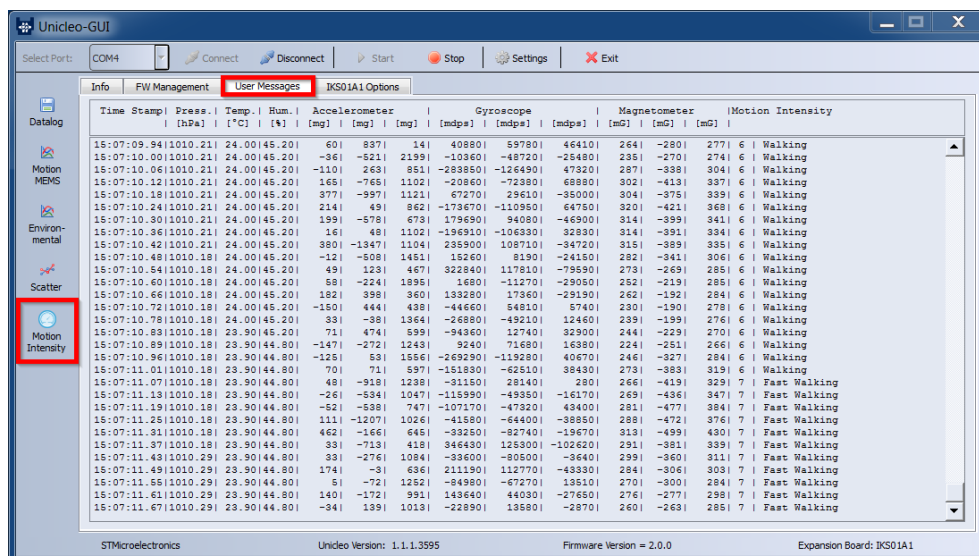 Unicleo-GUI
Select Port: COM4 Connect Disconnect Start Stop Settings Exit
Info FW Management User Messages IKS01A1 Options
Datalog
Motion MEMS
Environ-mental
Scatter
Motion Intensity
Time Stamp| Press.| Temp.| Hum.| Accelerometer | Gyroscope | Magnetometer |Motion Intensity
| [hPa] | [°C] | [%] | [mg] | [mg] | [mg] | [mdps] | [mdps] | [mdps] | [mG] | [mG] | [mG] |
15:07:09.94|1010.21| 24.00|45.20| 60| 837| 14| 40880| 59780| 46410| 264| -280| 277| 6 | Walking
15:07:10.00|1010.21| 24.00|45.20| -36| -521| 2199| -10360| -48720| -25480| 235| -270| 274| 6 | Walking
15:07:10.06|1010.21| 24.00|45.20| -110| 263| 851| -283850| -126490| 47320| 287| -338| 304| 6 | Walking
15:07:10.12|1010.21| 24.00|45.20| 165| -765| 1102| -20860| -72380| 68880| 302| -413| 337| 6 | Walking
15:07:10.18|1010.21| 24.00|45.20| 377| -997| 1121| 67270| 29610| -35000| 304| -375| 339| 6 | Walking
15:07:10.24|1010.21| 24.00|45.20| 214| 49| 862| -173670| -110950| 64750| 320| -421| 368| 6 | Walking
15:07:10.30|1010.21| 24.00|45.20| 199| -578| 673| 179690| 94080| -46900| 314| -399| 341| 6 | Walking
15:07:10.36|1010.21| 24.00|45.20| 16| 48| 1102| -196910| -106330| 32830| 314| -391| 334| 6 | Walking
15:07:10.42|1010.21| 24.00|45.20| 380| -1347| 1104| 235900| 108710| -34720| 315| -389| 335| 6 | Walking
15:07:10.48|1010.18| 24.00|45.20| -12| -508| 1451| 15260| 8190| -24150| 282| -341| 306| 6 | Walking
15:07:10.54|1010.18| 24.00|45.20| 49| 123| 467| 322840| 117810| -79590| 273| -269| 285| 6 | Walking
15:07:10.60|1010.18| 24.00|45.20| 58| -224| 1895| 1680| -11270| -29050| 252| -219| 285| 6 | Walking
15:07:10.66|1010.18| 24.00|45.20| 182| 398| 360| 133280| 17360| -29190| 262| -192| 284| 6 | Walking
15:07:10.72|1010.18| 24.00|45.20| -150| 444| 438| -44660| 54810| 5740| 230| -190| 278| 6 | Walking
15:07:10.78|1010.18| 24.00|45.20| 33| -38| 1364| -26880| -49210| 12460| 239| -199| 276| 6 | Walking
15:07:10.83|1010.18| 23.90|45.20| 71| 474| 599| -94360| 12740| 32900| 244| -229| 270| 6 | Walking
15:07:10.89|1010.18| 23.90|44.80| -147| -272| 1243| 9240| 71680| 16380| 224| -251| 266| 6 | Walking
15:07:10.96|1010.18| 23.90|44.80| -125| 53| 1556| -269290| -119280| 40670| 246| -327| 284| 6 | Walking
15:07:11.01|1010.18| 23.90|44.80| 70| 71| 597| -151830| -62510| 38430| 273| -383| 319| 6 | Walking
15:07:11.07|1010.18| 23.90|44.80| 48| -918| 1238| -31150| 28140| 280| 266| -419| 329| 7 | Fast Walking
15:07:11.13|1010.18| 23.90|44.80| -26| -534| 1047| -115990| -49350| -16170| 269| -436| 347| 7 | Fast Walking
15:07:11.19|1010.18| 23.90|44.80| -52| -538| 747| -107170| -47320| 43400| 281| -477| 384| 7 | Fast Walking
15:07:11.25|1010.18| 23.90|44.80| 111| -1207| 1026| -41580| -64400| -38850| 288| -472| 376| 7 | Fast Walking
15:07:11.31|1010.18| 23.90|44.80| 462| -166| 645| -33250| -82740| -19670| 313| -499| 430| 7 | Fast Walking
15:07:11.37|1010.18| 23.90|44.80| 33| -713| 418| 346430| 125300| -102620| 291| -381| 339| 7 | Fast Walking
15:07:11.43|1010.29| 23.90|44.80| 33| -276| 1084| -33600| -80500| -3640| 299| -360| 311| 7 | Fast Walking
15:07:11.49|1010.29| 23.90|44.80| 174| -3| 636| 211190| 112770| -43330| 284| -306| 303| 7 | Fast Walking
15:07:11.55|1010.29| 23.90|44.80| 5| -72| 1252| -84980| -67270| 13510| 270| -300| 284| 7 | Fast Walking
15:07:11.61|1010.29| 23.90|44.80| 140| -172| 991| 143640| 44030| -27650| 276| -277| 298| 7 | Fast Walking
15:07:11.67|1010.29| 23.90|44.80| -34| 139| 1013| -22890| 13580| -2870| 260| -263| 285| 7 | Fast Walking
STMicroelectronics Unicleo Version: 1.1.1.3595 Firmware Version = 2.0.0 Expansion Board: IKS01A1